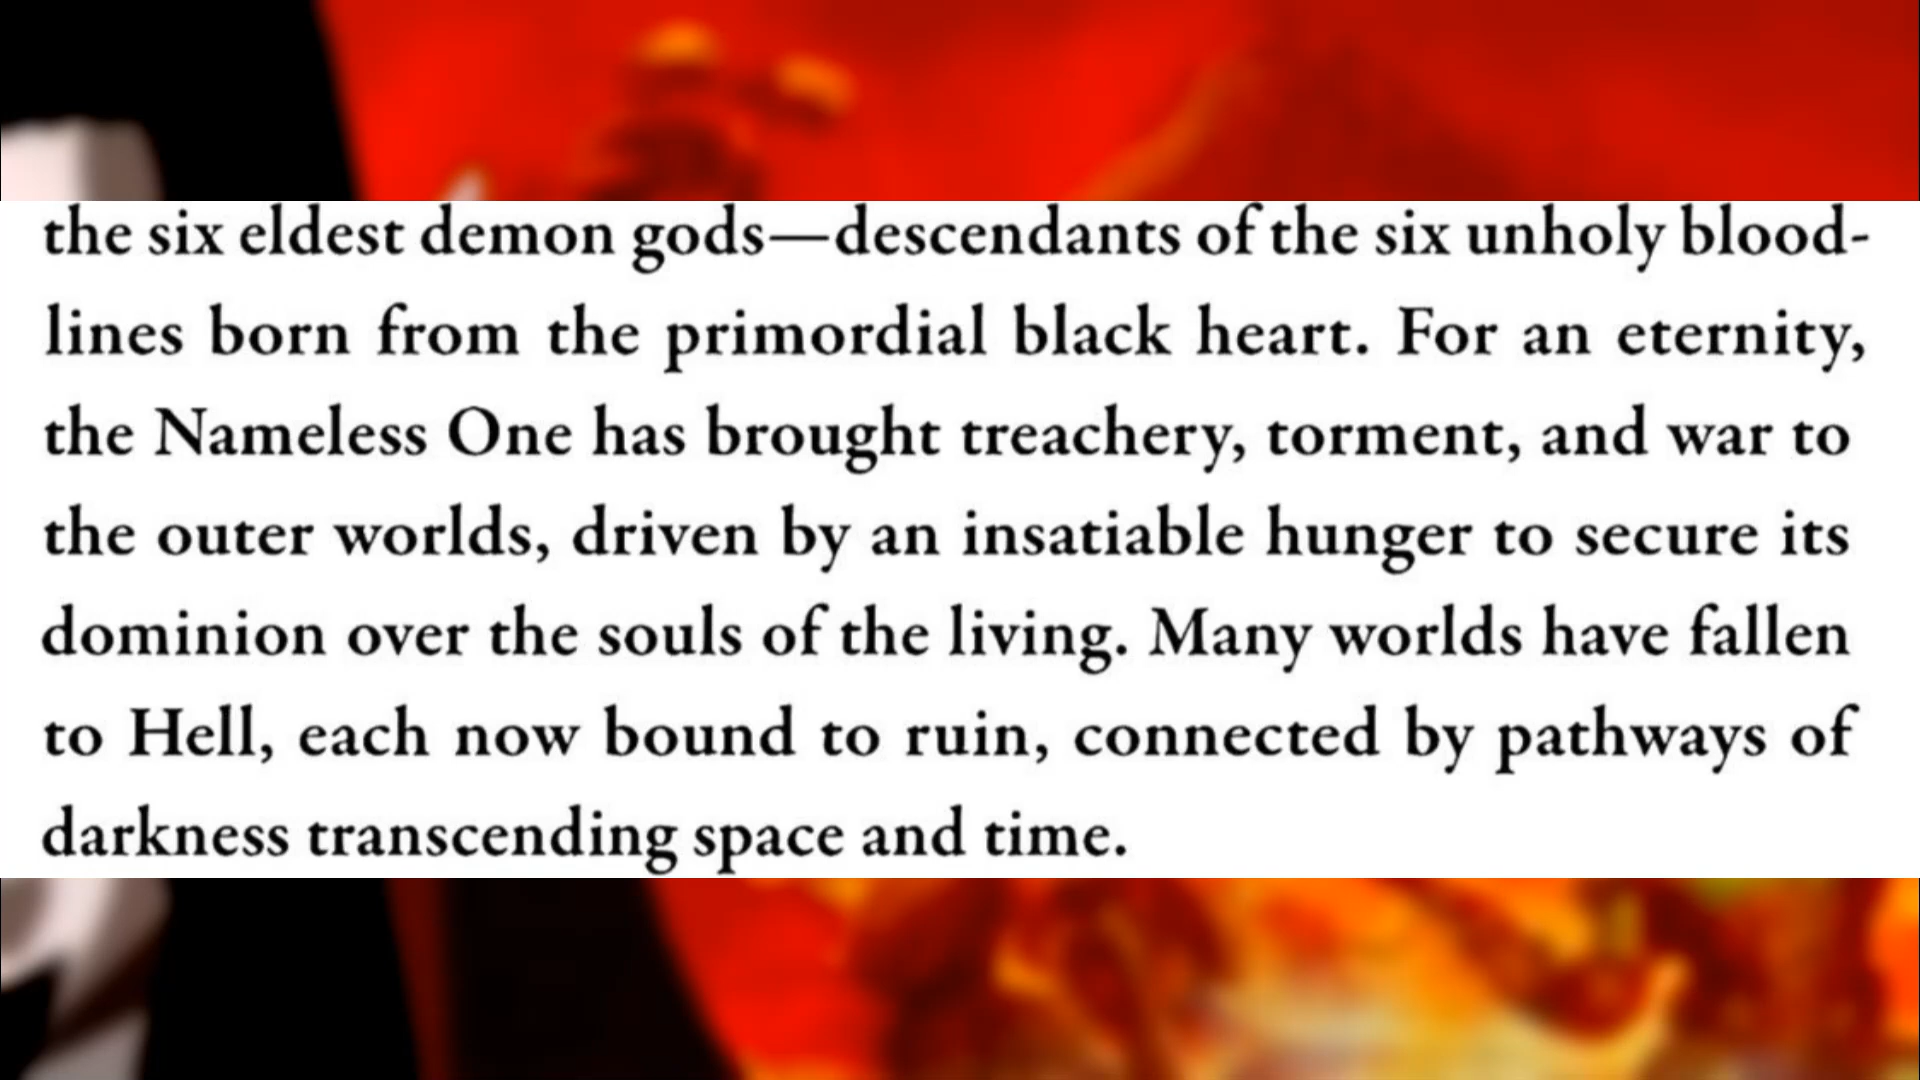 the six eldest demon gods—descendants of the six unholy blood-
lines born from the primordial black heart. For an eternity,
the Nameless One has brought treachery, torment, and war to
the outer worlds, driven by an insatiable hunger to secure its
dominion over the souls of the living. Many worlds have fallen
to Hell, each now bound to ruin, connected by pathways of
darkness transcending space and time.